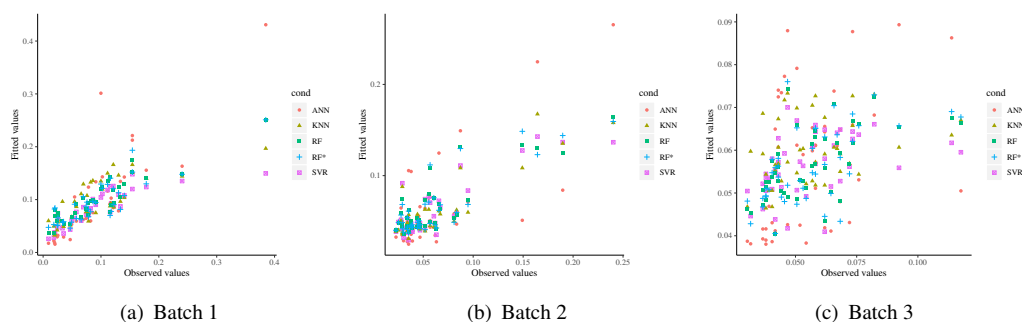 0.4
0.3
0.2
0.1
0.0
Fitted values
0.0
0.1
0.2
0.3
0.4
Observed values
cond
ANN
KNN
RF
RF*
SVR
(a) Batch 1
0.2
0.1
Fitted values
0.05
0.10
0.15
0.20
0.25
Observed values
cond
ANN
KNN
RF
RF*
SVR
(b) Batch 2
0.09
0.08
0.07
0.06
0.05
0.04
Fitted values
0.050
0.075
0.100
Observed values
cond
ANN
KNN
RF
RF*
SVR
(c) Batch 3